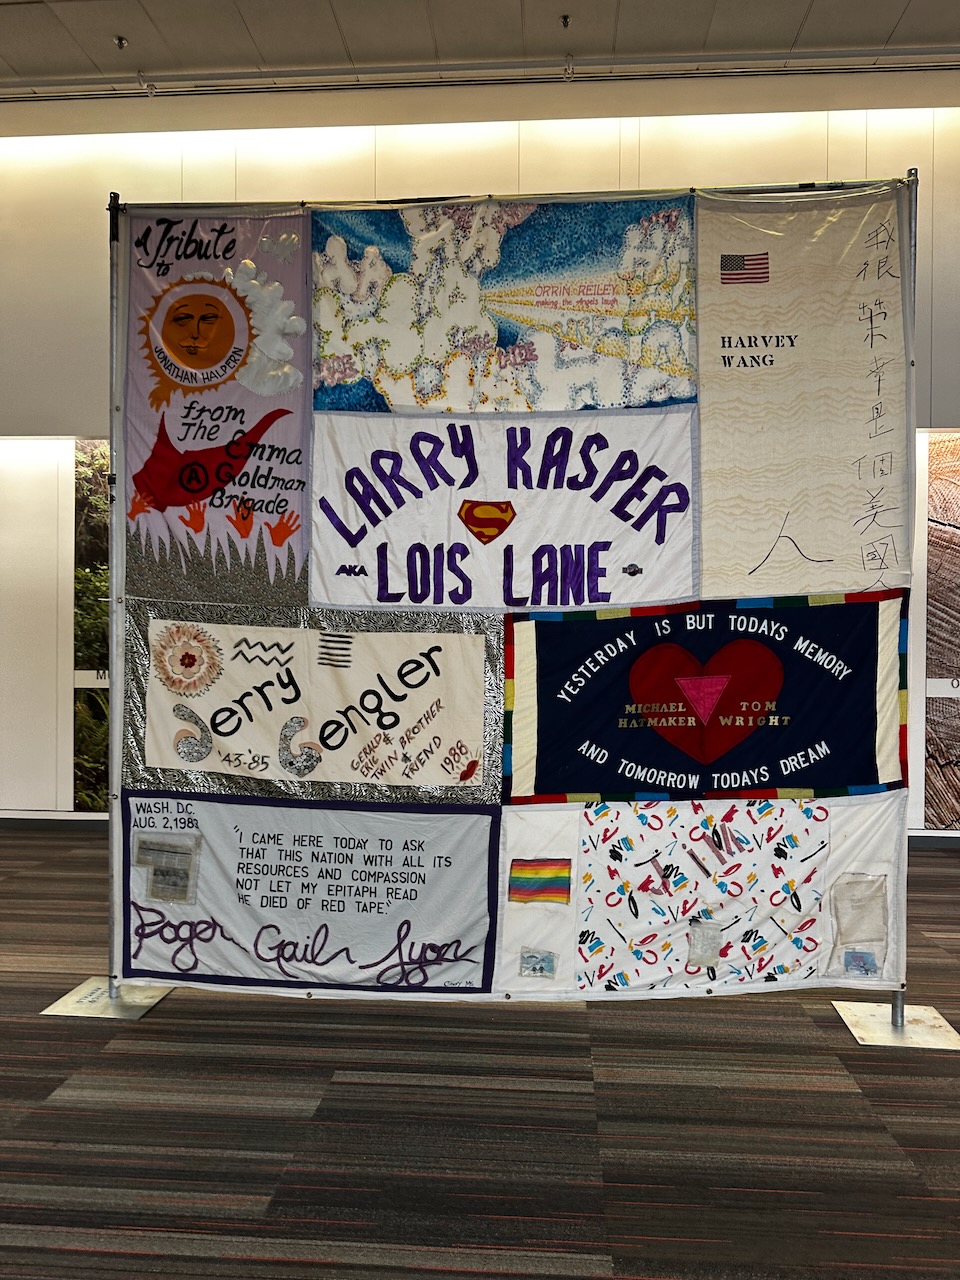 A Tribute
to
JONATHAN HALPERN
from
The Emma
Goldman
Brigade
A
ORRIN REILEY
making the Angels laugh
HARVEY
WANG
我
很
榮
幸
是
個
美
國
人
LARRY KASPER
S
AKA LOIS LANE
Jerry
Gengler
'43-'85
GERALD &
ERIC &
TWIN BROTHER
FRIEND
1988
YESTERDAY IS BUT TODAYS MEMORY
MICHAEL TOM
HATMAKER WRIGHT
AND TOMORROW TODAYS DREAM
WASH. D.C.
AUG. 2, 1983
"I CAME HERE TODAY TO ASK
THAT THIS NATION WITH ALL ITS
RESOURCES AND COMPASSION
NOT LET MY EPITAPH READ
HE DIED OF RED TAPE."
Roger Gail Lyon